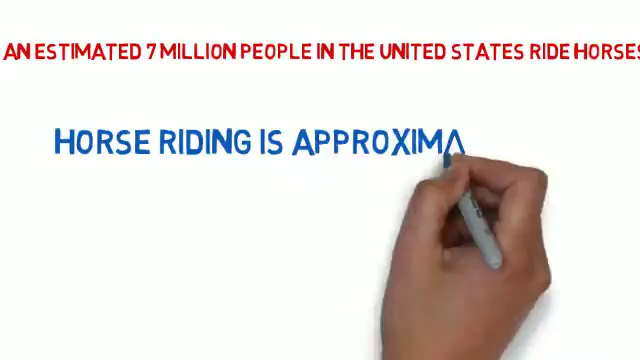 AN ESTIMATED 7 MILLION PEOPLE IN THE UNITED STATES RIDE HORSES
HORSE RIDING IS APPROXIMA